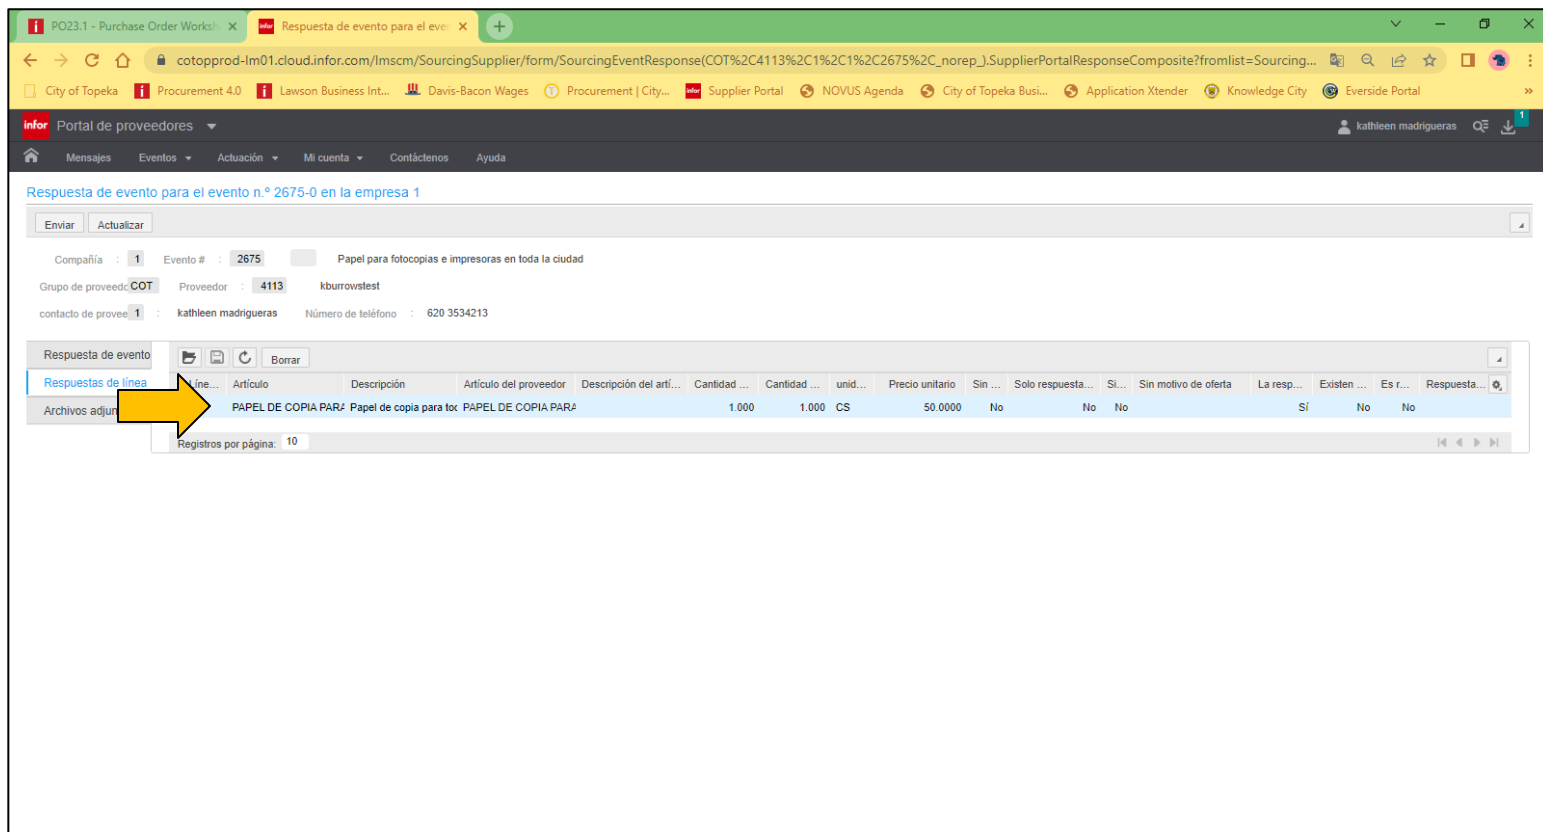 PO23.1 - Purchase Order Worksh
Respuesta de evento para el eve
cotopprod-lm01.cloud.infor.com/lmscm/SourcingSupplier/form/SourcingEventResponse(COT%2C4113%2C1%2C1%2C2675%2C_norep_).SupplierPortalResponseComposite?fromlist=Sourcing...
City of Topeka Procurement 4.0 Lawson Business Int... Davis-Bacon Wages Procurement | City... Supplier Portal NOVUS Agenda City of Topeka Busi... Application Xtender Knowledge City Everside Portal »
infor Portal de proveedores kathleen madrigueras 1
Mensajes Eventos Actuación Mi cuenta Contáctenos Ayuda
Respuesta de evento para el evento n.º 2675-0 en la empresa 1
Enviar Actualizar
Compañía : 1 Evento # : 2675 Papel para fotocopias e impresoras en toda la ciudad
Grupo de proveedo COT Proveedor : 4113 kburrowstest
contacto de provee 1 : kathleen madrigueras Número de teléfono : 620 3534213
Respuesta de evento Borrar
Respuestas de línea Líne... Artículo Descripción Artículo del proveedor Descripción del artí... Cantidad ... Cantidad ... unid... Precio unitario Sin ... Solo respuesta... Si... Sin motivo de oferta La resp... Existen ... Es r... Respuesta...
Archivos adjun PAPEL DE COPIA PARA Papel de copia para toc PAPEL DE COPIA PARA 1.000 1.000 CS 50.0000 No No No Sí No No
Registros por página: 10